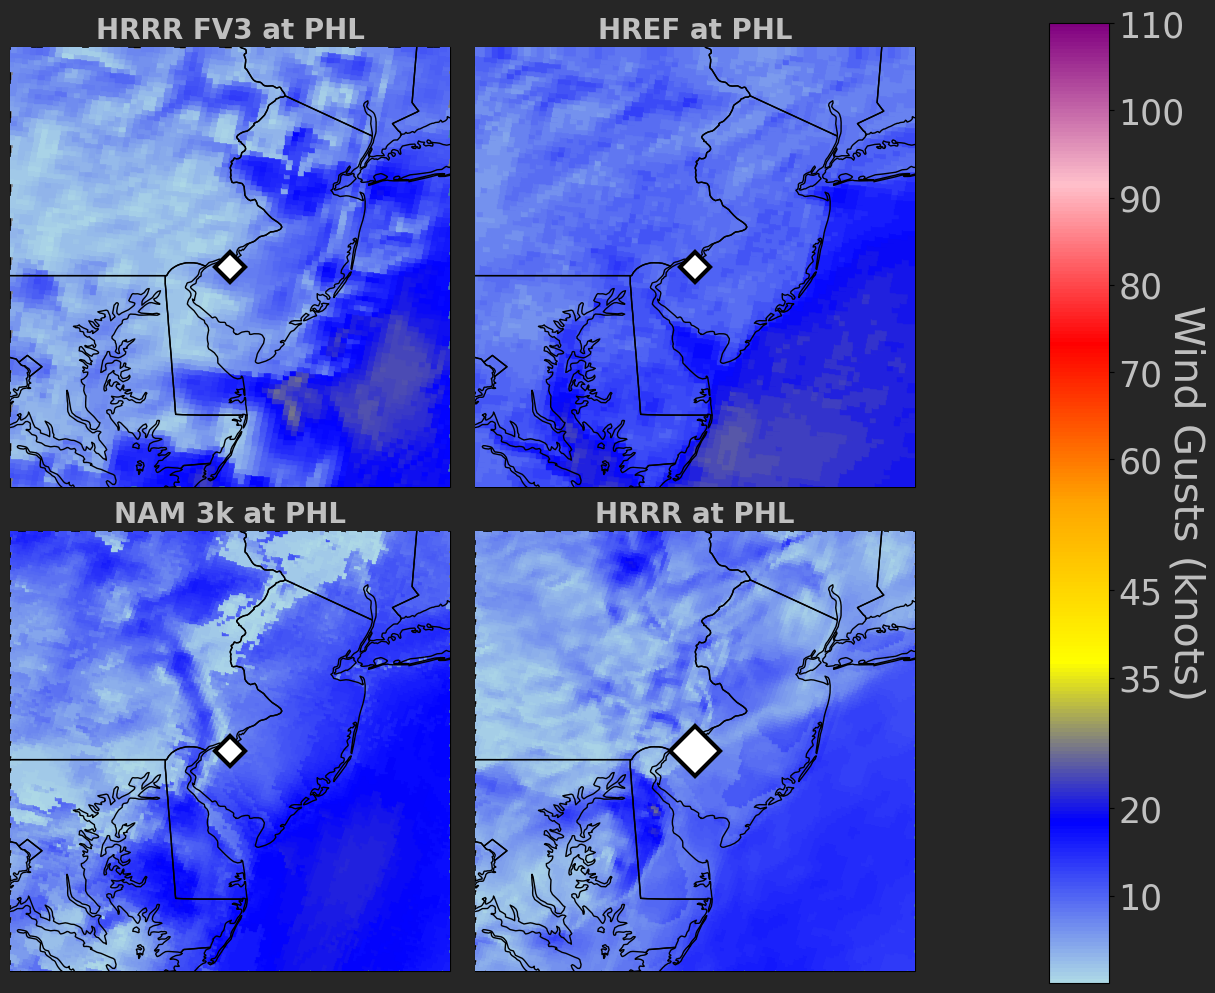 HRRR FV3 at PHL
HREF at PHL
NAM 3k at PHL
HRRR at PHL
110
100
90
80
70
60
45
35
20
10
Wind Gusts (knots)